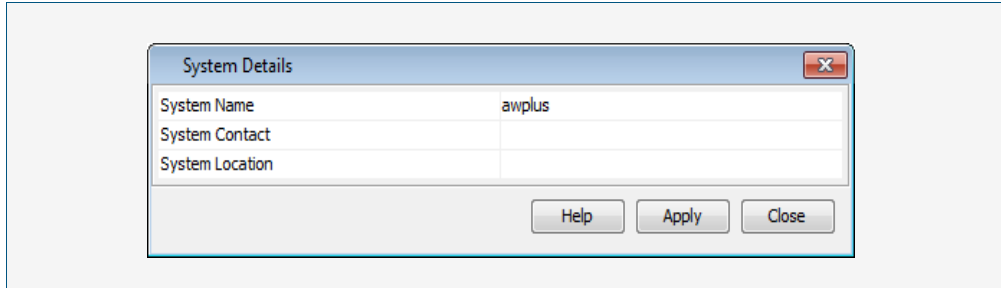 System Details
System Name awplus
System Contact
System Location
Help Apply Close